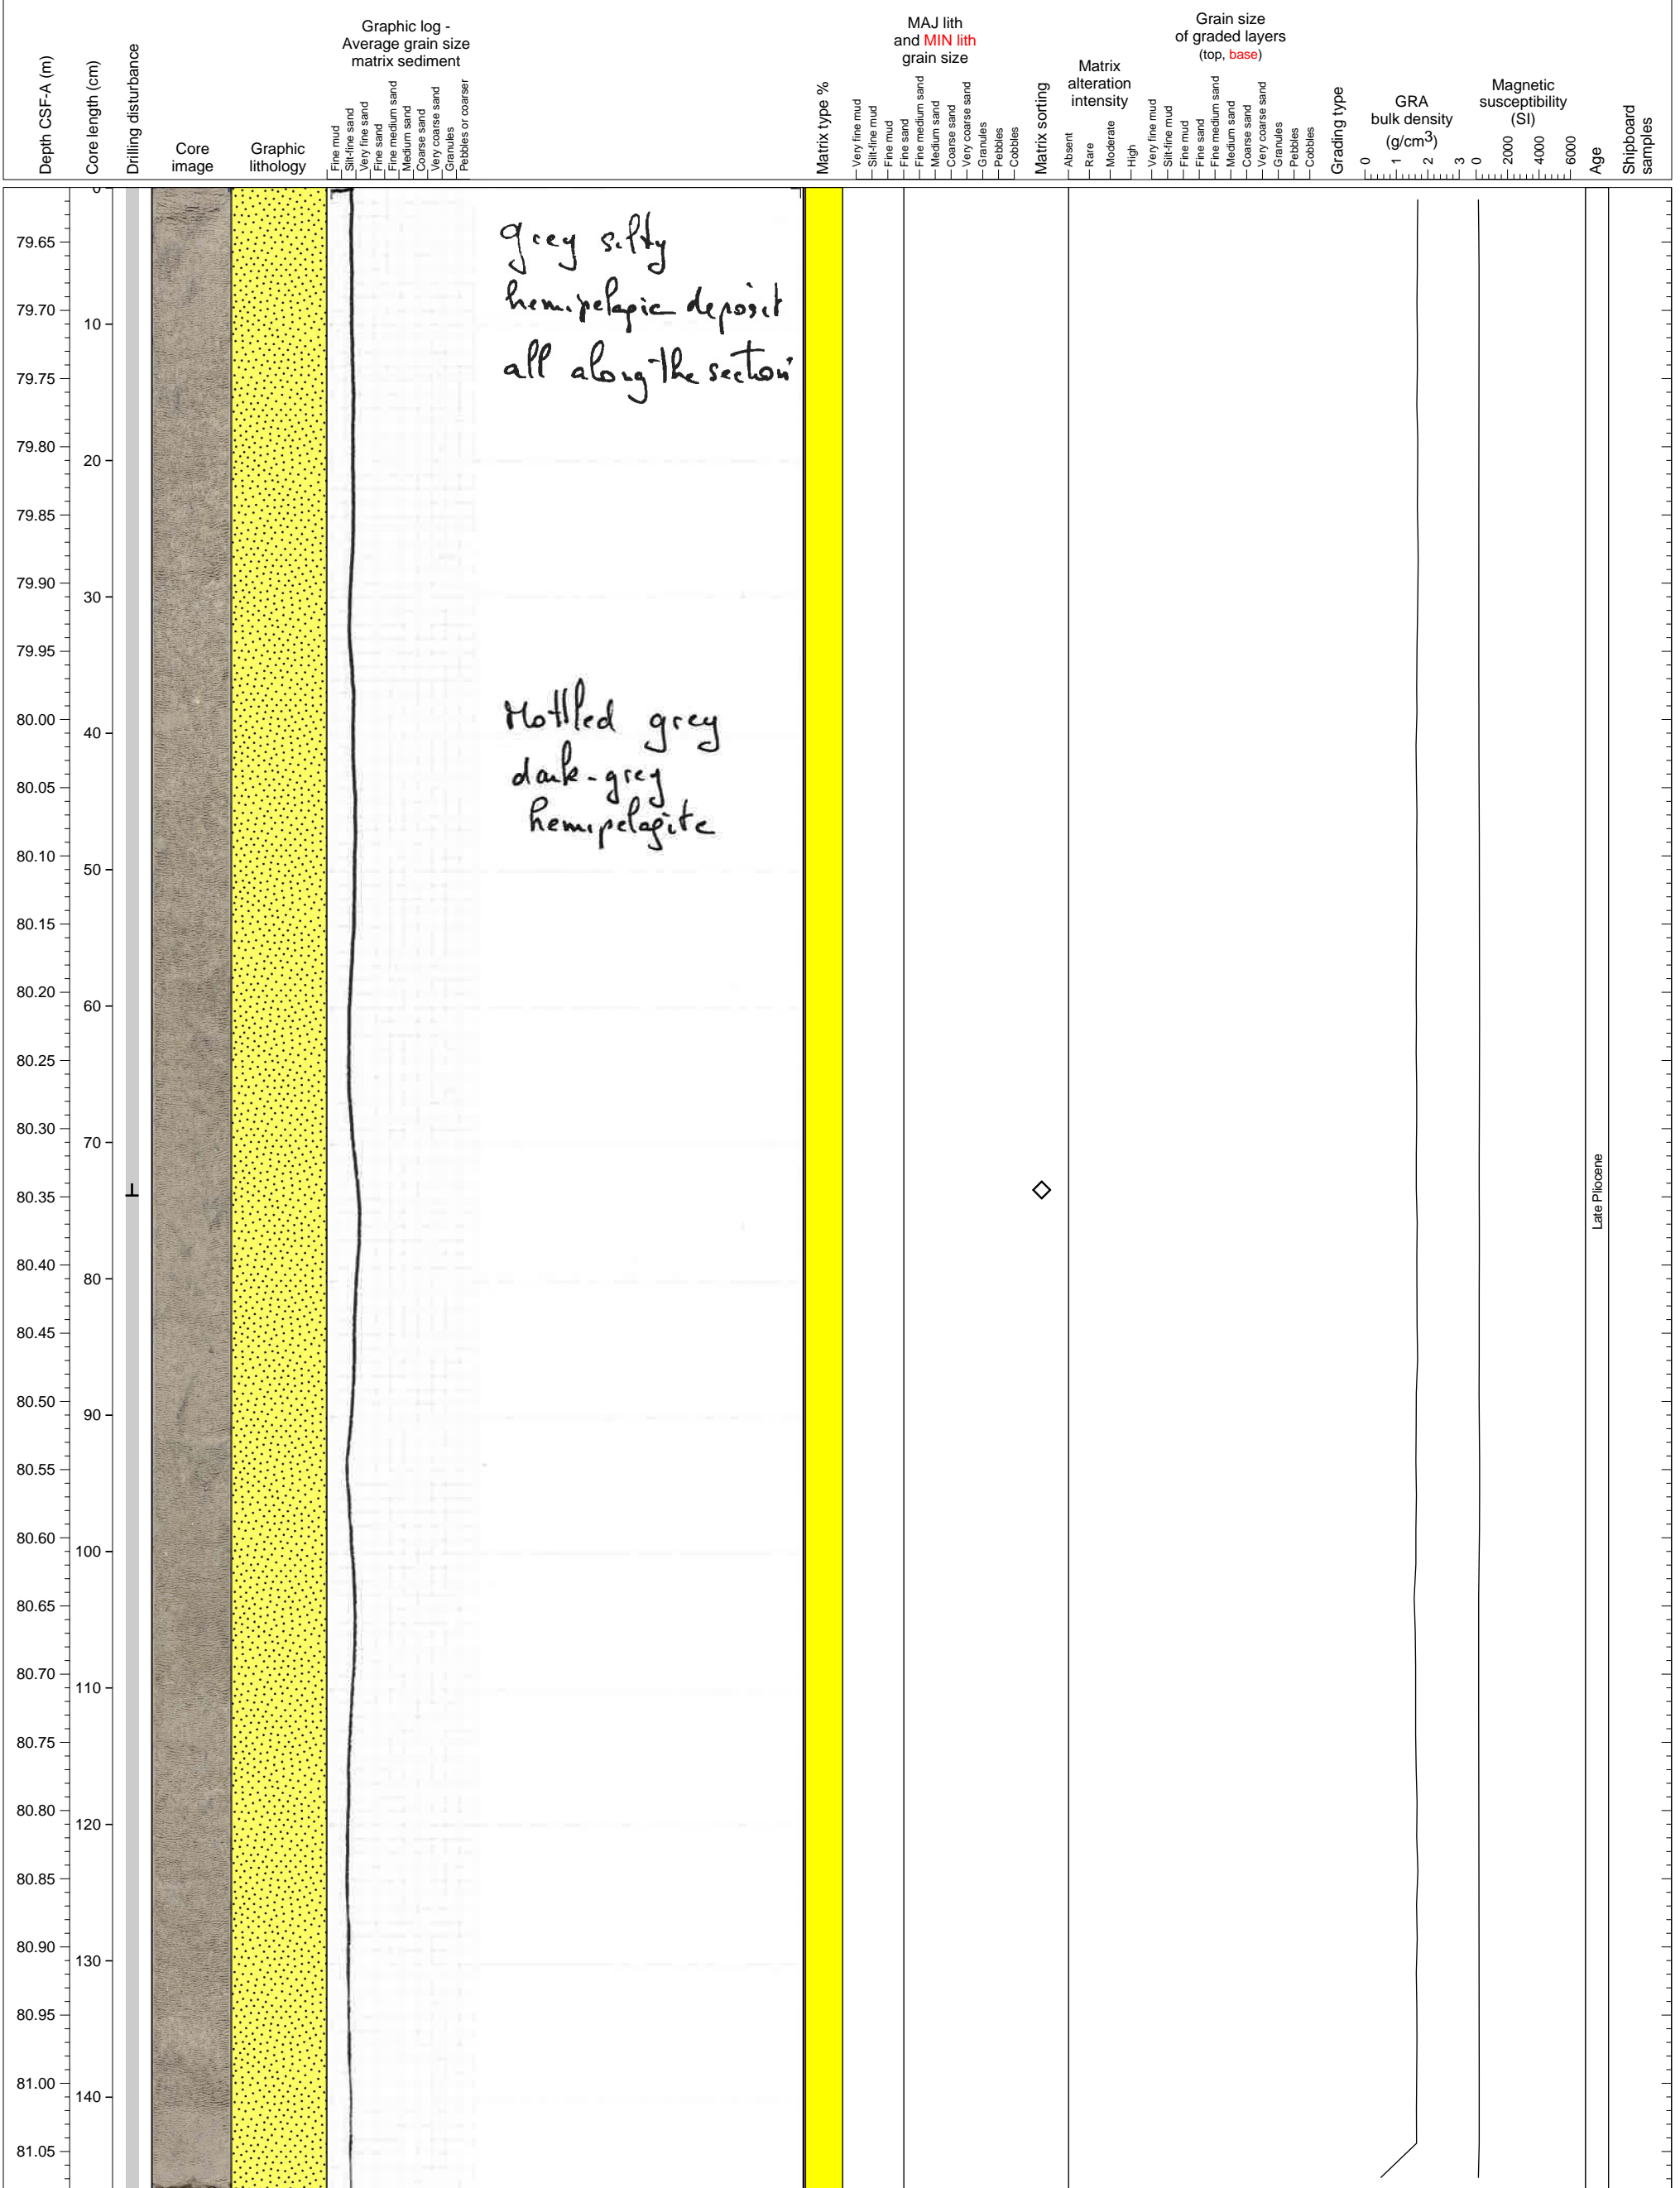 Depth CSF-A (m)
Core length (cm)
Drilling disturbance
Core
image
Graphic
lithology
Graphic log -
Average grain size
matrix sediment
Fine mud
Silt-fine sand
Very fine sand
Fine sand
Fine medium sand
Medium sand
Coarse sand
Very coarse sand
Granules
Pebbles or coarser
Matrix type %
MAJ lith
and MIN lith
grain size
Very fine mud
Silt-fine mud
Fine mud
Fine sand
Fine medium sand
Medium sand
Coarse sand
Very coarse sand
Granules
Pebbles
Cobbles
Matrix sorting
Matrix
alteration
intensity
Absent
Rare
Moderate
High
Grain size
of graded layers
(top, base)
Very fine mud
Silt-fine mud
Fine mud
Fine sand
Fine medium sand
Medium sand
Coarse sand
Very coarse sand
Granules
Pebbles
Cobbles
Grading type
GRA
bulk density
(g/cm3)
0 1 2 3
Magnetic
susceptibility
(SI)
0 2000 4000 6000
Age
Shipboard
samples
0
79.65
79.70
10
79.75
79.80
20
79.85
79.90
30
79.95
80.00
40
80.05
80.10
50
80.15
80.20
60
80.25
80.30
70
80.35
80.40
80
80.45
80.50
90
80.55
80.60
100
80.65
80.70
110
80.75
80.80
120
80.85
80.90
130
80.95
81.00
140
81.05
grey silty
hemipelagic deposit
all along the section
Mottled grey
dark-grey
hemipelagite
Late Pliocene